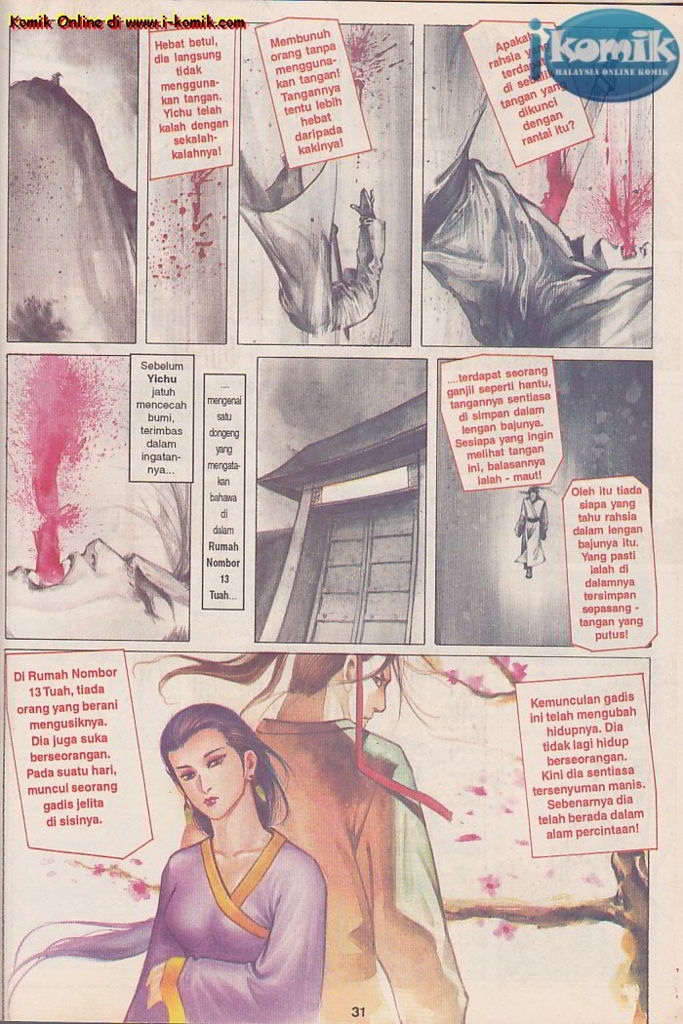 Komik Online di www.i-komik.com
ikomik
MALAYSIA ONLINE KOMIK
Hebat betul,
dia langsung
tidak
mengguna-
kan tangan.
Yichu telah
kalah dengan
sekalah-
kalahnya!
Membunuh
orang tanpa
mengguna-
kan tangan!
Tangannya
tentu lebih
hebat
daripada
kakinya!
Apakah
rahsia yang
terdapat
di sebalik
tangan yang
dikunci
dengan
rantai itu?
Sebelum
Yichu
jatuh
mencecah
bumi,
terimbas
dalam
ingatan-
nya...
....
mengenai
satu
dongeng
yang
mengata-
kan
bahawa
di
dalam
Rumah
Nombor
13
Tuah...
....terdapat seorang
ganjil seperti hantu,
tangannya sentiasa
di simpan dalam
lengan bajunya.
Sesiapa yang ingin
melihat tangan
ini, balasannya
ialah - maut!
Oleh itu tiada
siapa yang
tahu rahsia
dalam lengan
bajunya itu.
Yang pasti
ialah di
dalamnya
tersimpan
sepasang -
tangan yang
putus!
Di Rumah Nombor
13 Tuah, tiada
orang yang berani
mengusiknya.
Dia juga suka
berseorangan.
Pada suatu hari,
muncul seorang
gadis jelita
di sisinya.
Kemunculan gadis
ini telah mengubah
hidupnya. Dia
tidak lagi hidup
berseorangan.
Kini dia sentiasa
tersenyuman manis.
Sebenarnya dia
telah berada dalam
alam percintaan!
31